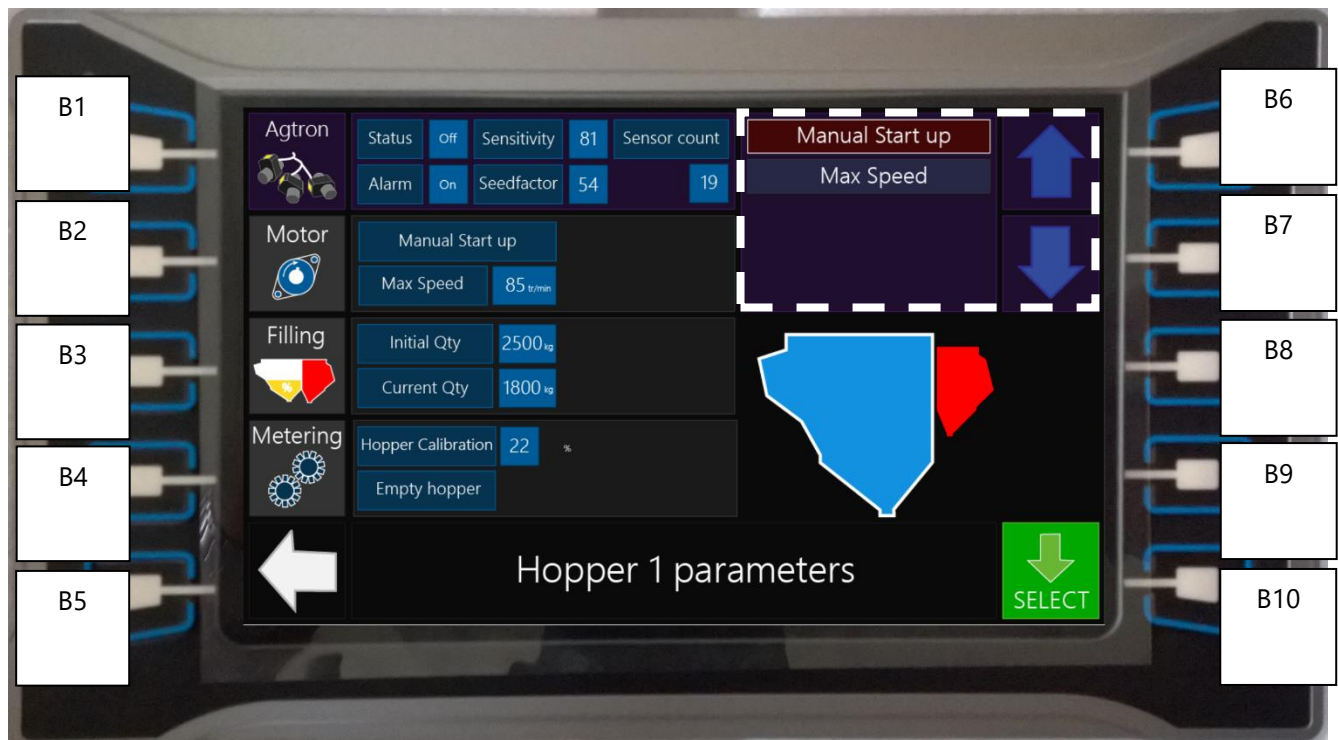 B1
B2
B3
B4
B5
Agtron
Status Off Sensitivity 81 Sensor count
Alarm On Seedfactor 54 19
Motor
Manual Start up
Max Speed 85 tr/min
Filling
%
Initial Qty 2500 kg
Current Qty 1800 kg
Metering
Hopper Calibration 22 %
Empty hopper
Manual Start up
Max Speed
Hopper 1 parameters
SELECT
B6
B7
B8
B9
B10